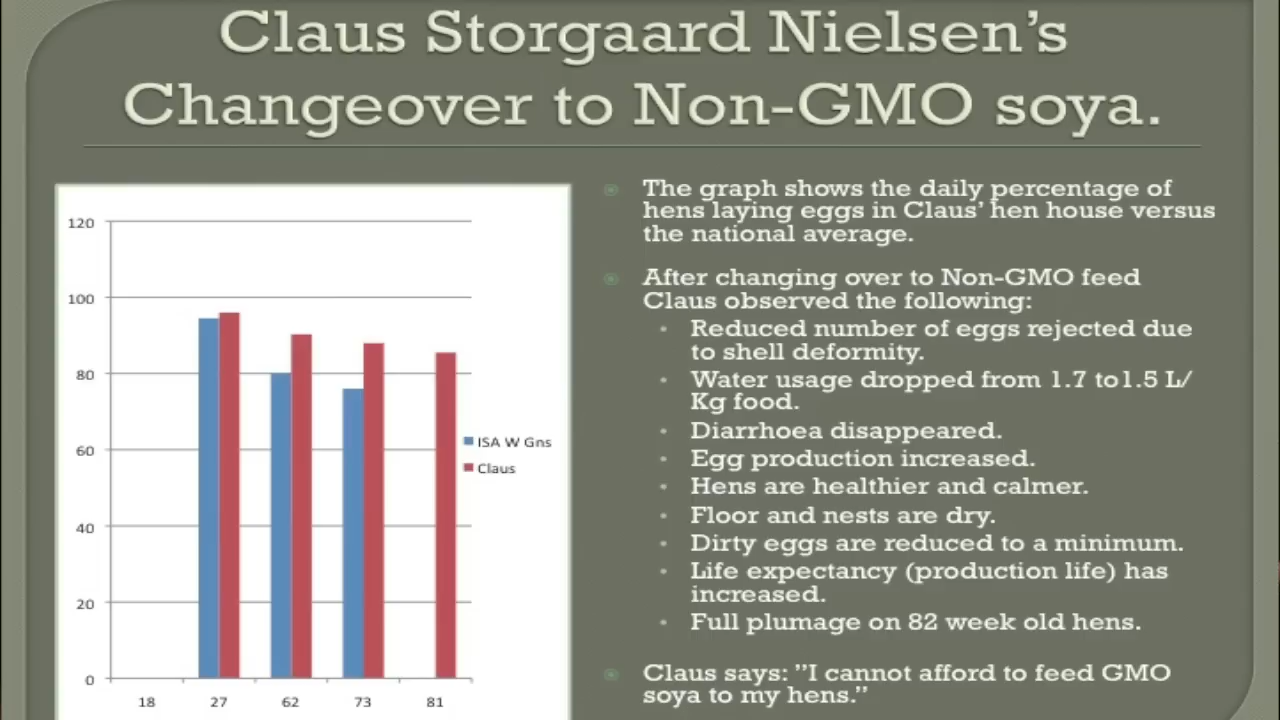 Claus Storgaard Nielsen's
Changeover to Non-GMO soya.
120
100
80
60
40
20
0
18 27 62 73 81
ISA W Gns
Claus
The graph shows the daily percentage of
hens laying eggs in Claus' hen house versus
the national average.
After changing over to Non-GMO feed
Claus observed the following:
Reduced number of eggs rejected due
to shell deformity.
Water usage dropped from 1.7 to1.5 L/
Kg food.
Diarrhoea disappeared.
Egg production increased.
Hens are healthier and calmer.
Floor and nests are dry.
Dirty eggs are reduced to a minimum.
Life expectancy (production life) has
increased.
Full plumage on 82 week old hens.
Claus says: ”I cannot afford to feed GMO
soya to my hens.”